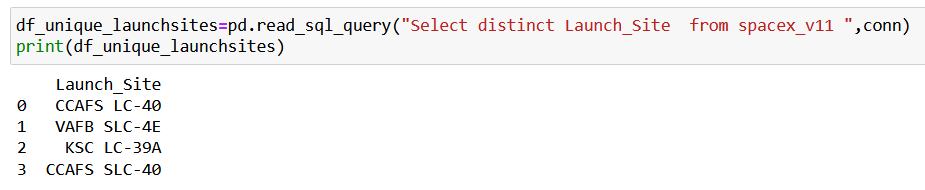 df_unique_launchsites=pd.read_sql_query("Select distinct Launch_Site  from spacex_v11 ",conn)
print(df_unique_launchsites)
    Launch_Site
0   CCAFS LC-40
1   VAFB SLC-4E
2    KSC LC-39A
3  CCAFS SLC-40